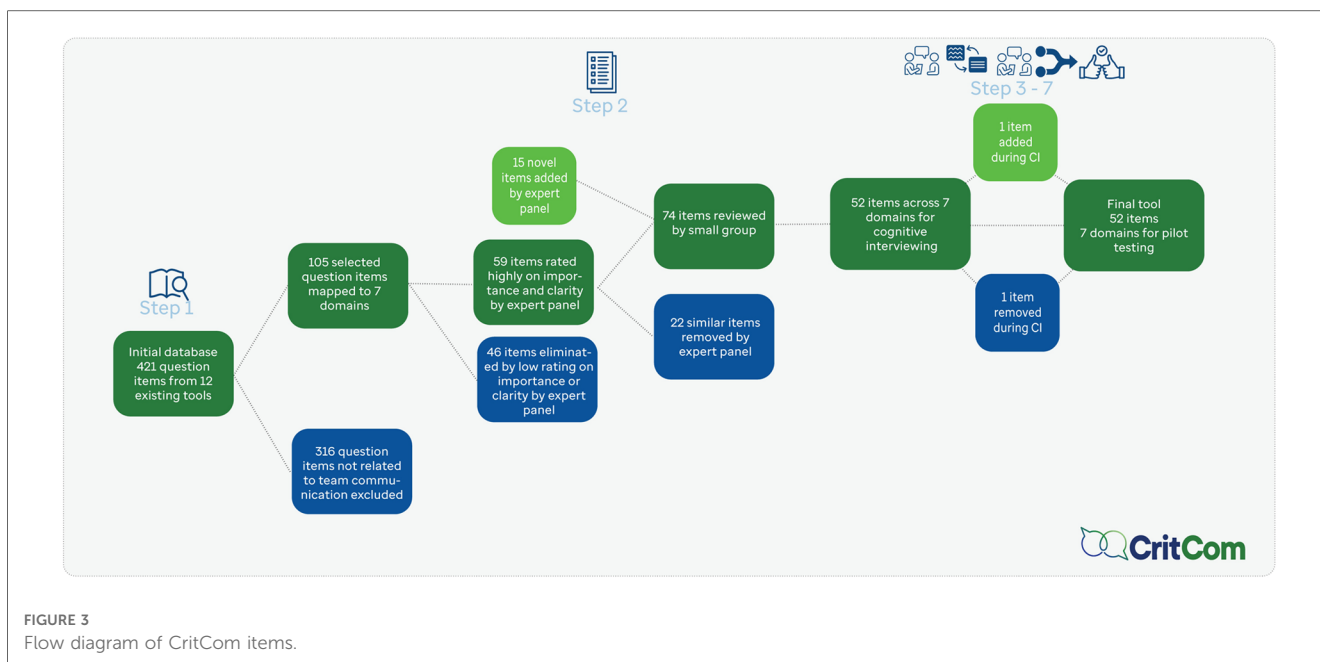 Step 1
Initial database
421 question
items from 12
existing tools
105 selected
question items
mapped to 7
domains
316 question
items not related
to team commu-
nication excluded
Step 2
15 novel
items added
by expert
panel
59 items rated
highly on impor-
tance and clarity
by expert panel
46 items eliminat-
ed by low rating on
importance or
clarity by expert
panel
74 items reviewed
by small group
22 similar items
removed by
expert panel
Step 3 - 7
1 item
added
during CI
52 items across 7
domains for
cognitive
interviewing
1 item
removed
during CI
Final tool
52 items
7 domains for pilot
testing
CritCom
FIGURE 3
Flow diagram of CritCom items.